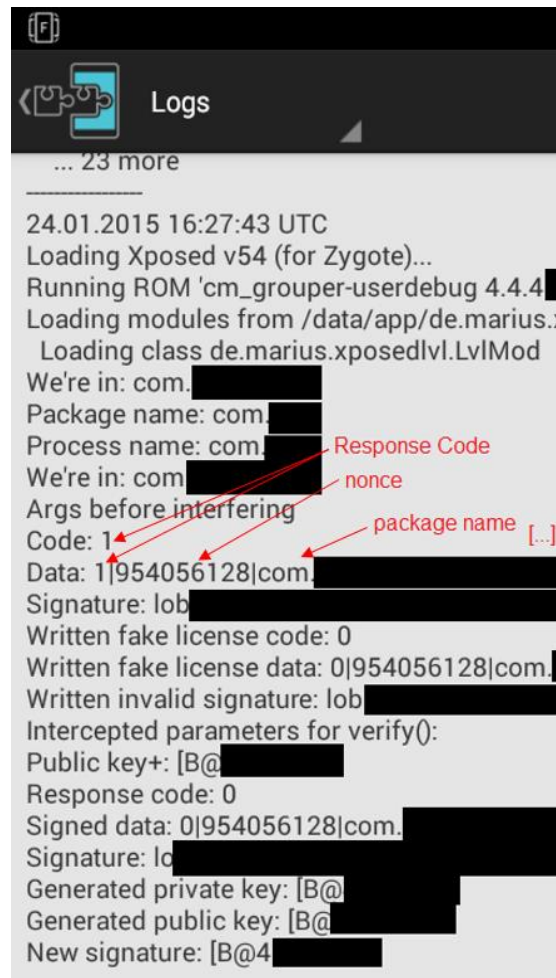 [F]
Logs
... 23 more
-----------------
24.01.2015 16:27:43 UTC
Loading Xposed v54 (for Zygote)...
Running ROM 'cm_grouper-userdebug 4.4.4
Loading modules from /data/app/de.marius.x
Loading class de.marius.xposedlvl.LvlMod
We're in: com.
Package name: com.
Process name: com.
Response Code
We're in: com
nonce
Args before interfering
package name
Code: 1
[...]
Data: 1|954056128|com.
Signature: lob
Written fake license code: 0
Written fake license data: 0|954056128|com.
Written invalid signature: lob
Intercepted parameters for verify():
Public key+: [B@
Response code: 0
Signed data: 0|954056128|com.
Signature: lo
Generated private key: [B@
Generated public key: [B@
New signature: [B@4